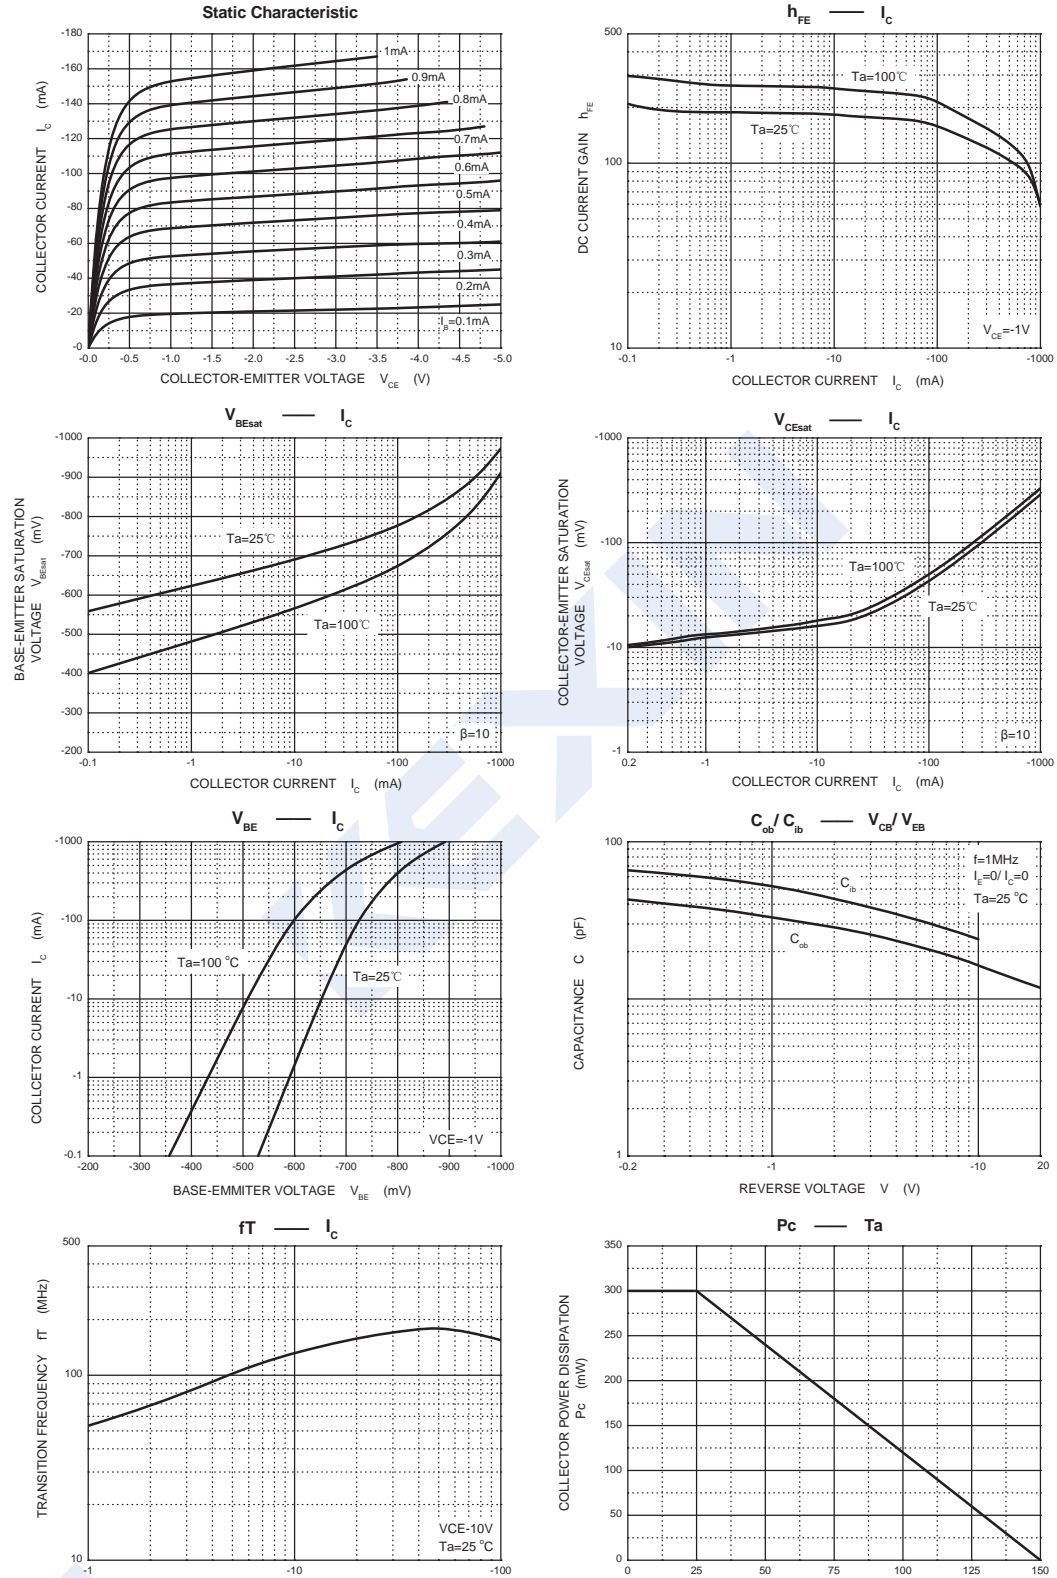 Static Characteristic
-180
-160
-140
-120
-100
-80
-60
-40
-20
-0
COLLECTOR CURRENT I_C (mA)
1mA
0.9mA
0.8mA
0.7mA
0.6mA
0.5mA
0.4mA
0.3mA
0.2mA
I_B=0.1mA
-0.0 -0.5 -1.0 -1.5 -2.0 -2.5 -3.0 -3.5 -4.0 -4.5 -5.0
COLLECTOR-EMITTER VOLTAGE V_CE (V)
h_FE —— I_C
500
100
10
DC CURRENT GAIN h_FE
Ta=100℃
Ta=25℃
V_CE=-1V
-0.1 -1 -10 -100 -1000
COLLECTOR CURRENT I_C (mA)
V_BEsat —— I_C
-1000
-900
-800
-700
-600
-500
-400
-300
-200
BASE-EMITTER SATURATION
VOLTAGE V_BEsat (mV)
Ta=25℃
Ta=100℃
β=10
-0.1 -1 -10 -100 -1000
COLLECTOR CURRENT I_C (mA)
V_CEsat —— I_C
-1000
-100
-10
-1
COLLECTOR-EMITTER SATURATION
VOLTAGE V_CEsat (mV)
Ta=100℃
Ta=25℃
β=10
0.2 -1 -10 -100 -1000
COLLECTOR CURRENT I_C (mA)
KEXIN
V_BE —— I_C
-1000
-100
-10
-1
-0.1
COLLCETOR CURRENT I_C (mA)
Ta=100 °C
Ta=25℃
VCE=-1V
-200 -300 -400 -500 -600 -700 -800 -900 -1000
BASE-EMMITER VOLTAGE V_BE (mV)
C_ob/ C_ib —— V_CB/ V_EB
100
1
CAPACITANCE C (pF)
f=1MHz
I_E=0/ I_C=0
Ta=25 °C
C_ib
C_ob
-0.2 -1 -10 20
REVERSE VOLTAGE V (V)
fT —— I_C
500
100
10
TRANSITION FREQUENCY fT (MHz)
VCE-10V
Ta=25 °C
-1 -10 -100
Pc —— Ta
350
300
250
200
150
100
50
0
COLLECTOR POWER DISSIPATION
Pc (mW)
0 25 50 75 100 125 150